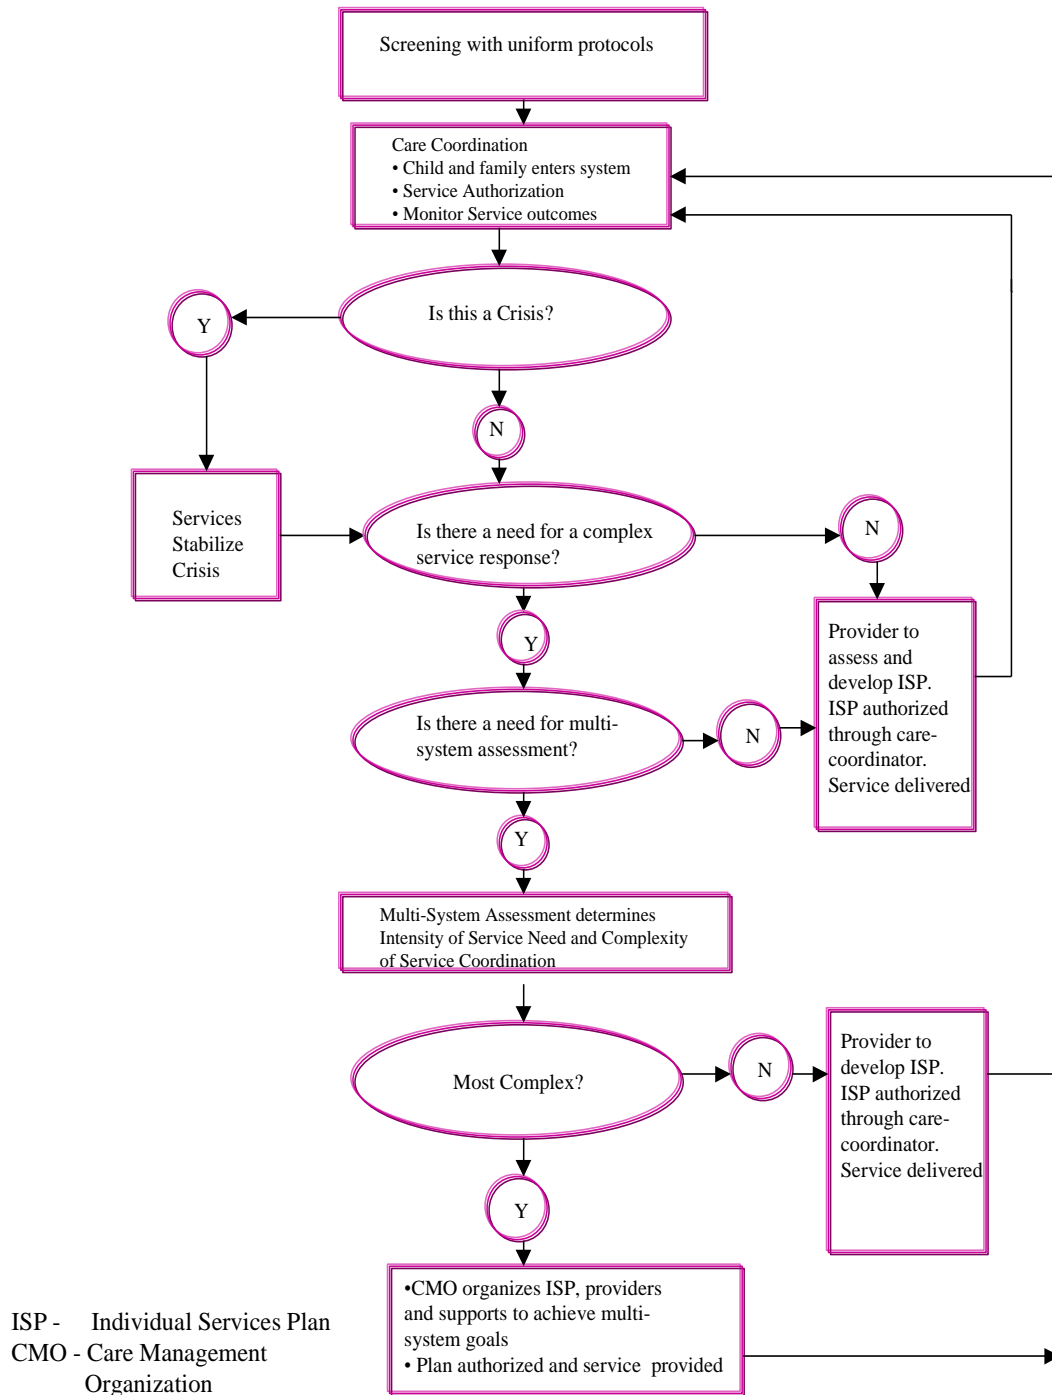 Screening with uniform protocols
Care Coordination
• Child and family enters system
• Service Authorization
• Monitor Service outcomes
Is this a Crisis?
Y
N
Services
Stabilize
Crisis
Is there a need for a complex
service response?
N
Y
Provider to
assess and
develop ISP.
ISP authorized
through care-
coordinator.
Service delivered
Is there a need for multi-
system assessment?
N
Y
Multi-System Assessment determines
Intensity of Service Need and Complexity
of Service Coordination
Most Complex?
N
Provider to
develop ISP.
ISP authorized
through care-
coordinator.
Service delivered
Y
•CMO organizes ISP, providers
and supports to achieve multi-
system goals
• Plan authorized and service provided
ISP - Individual Services Plan
CMO - Care Management
Organization